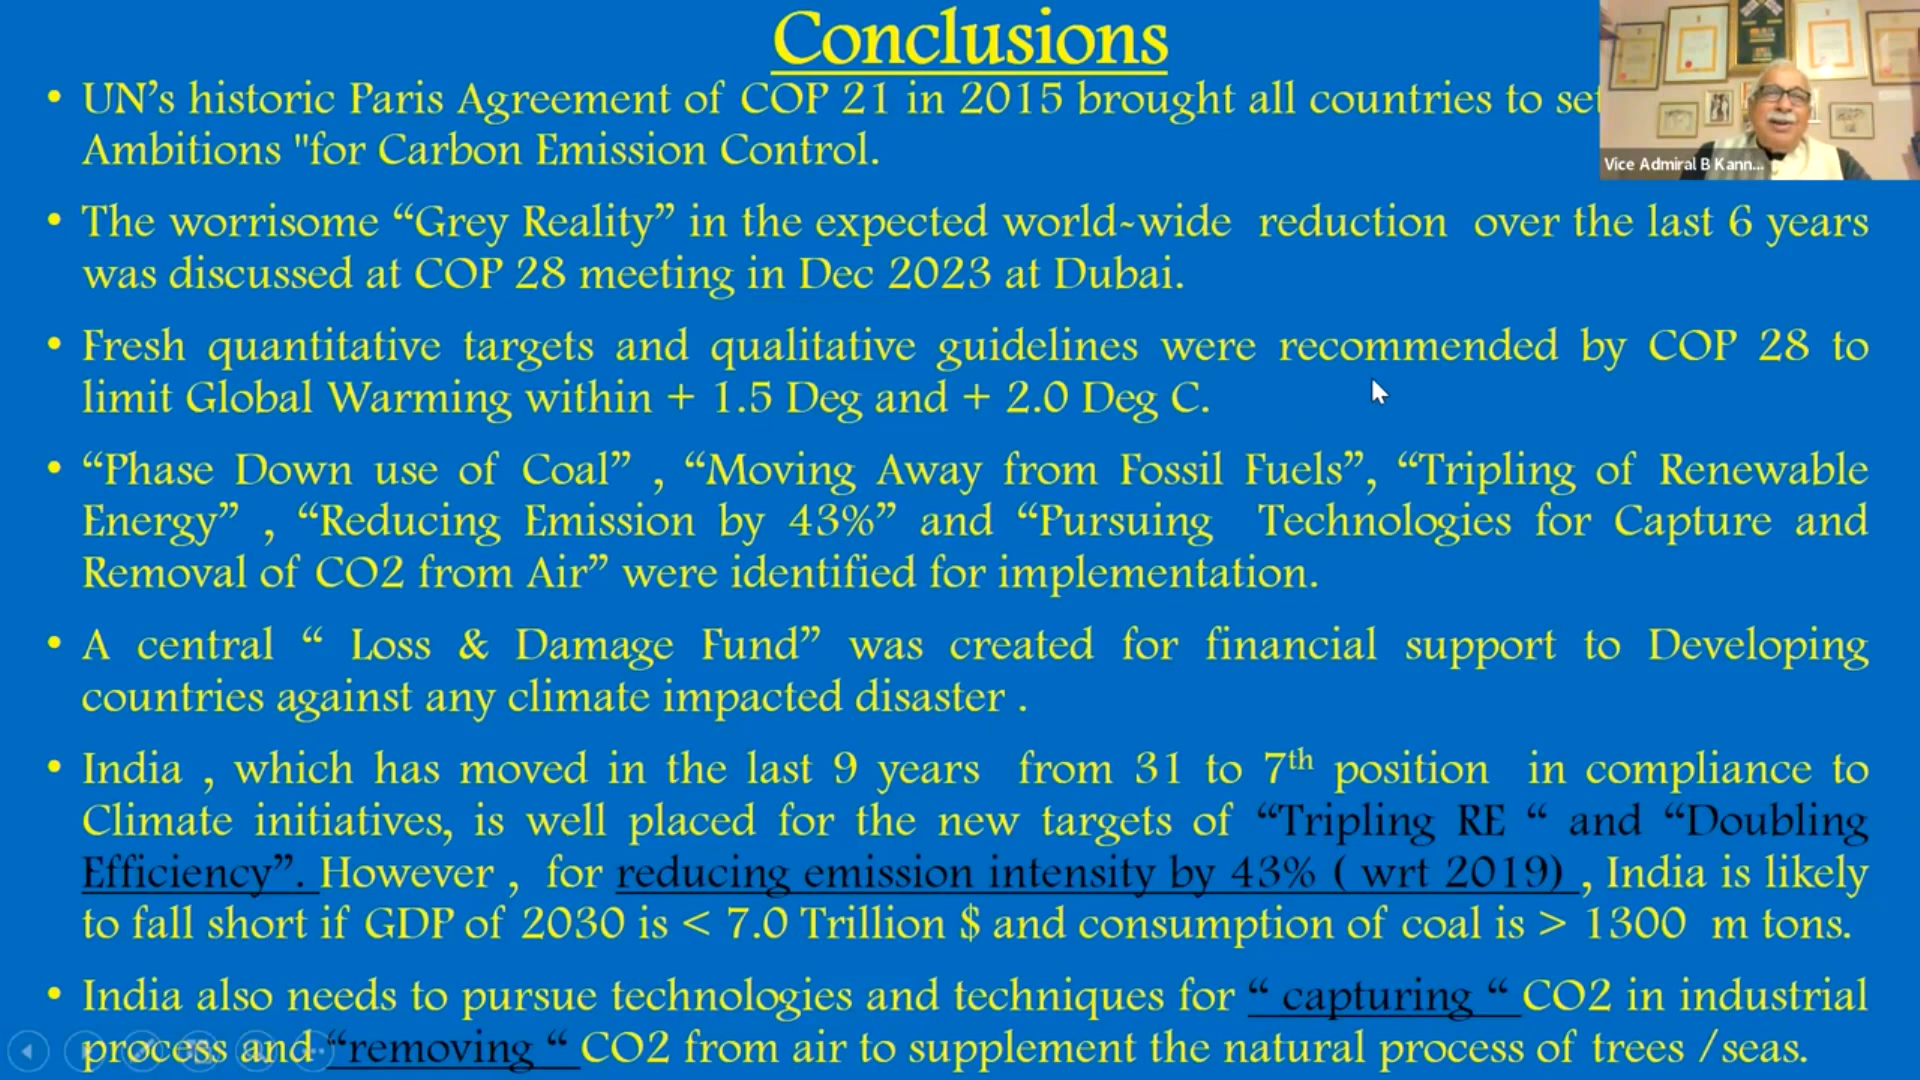 Conclusions
• UN's historic Paris Agreement of COP 21 in 2015 brought all countries to set
Ambitions "for Carbon Emission Control.
Vice Admiral B Kann...
• The worrisome “Grey Reality” in the expected world-wide reduction over the last 6 years
was discussed at COP 28 meeting in Dec 2023 at Dubai.
• Fresh quantitative targets and qualitative guidelines were recommended by COP 28 to
limit Global Warming within + 1.5 Deg and + 2.0 Deg C.
• “Phase Down use of Coal” , “Moving Away from Fossil Fuels”, “Tripling of Renewable
Energy” , “Reducing Emission by 43%” and “Pursuing Technologies for Capture and
Removal of CO2 from Air” were identified for implementation.
• A central “ Loss & Damage Fund” was created for financial support to Developing
countries against any climate impacted disaster .
• India , which has moved in the last 9 years from 31 to 7th position in compliance to
Climate initiatives, is well placed for the new targets of “Tripling RE “ and “Doubling
Efficiency”. However , for reducing emission intensity by 43% ( wrt 2019) , India is likely
to fall short if GDP of 2030 is < 7.0 Trillion $ and consumption of coal is > 1300 m tons.
• India also needs to pursue technologies and techniques for “ capturing “ CO2 in industrial
process and “removing “ CO2 from air to supplement the natural process of trees /seas.